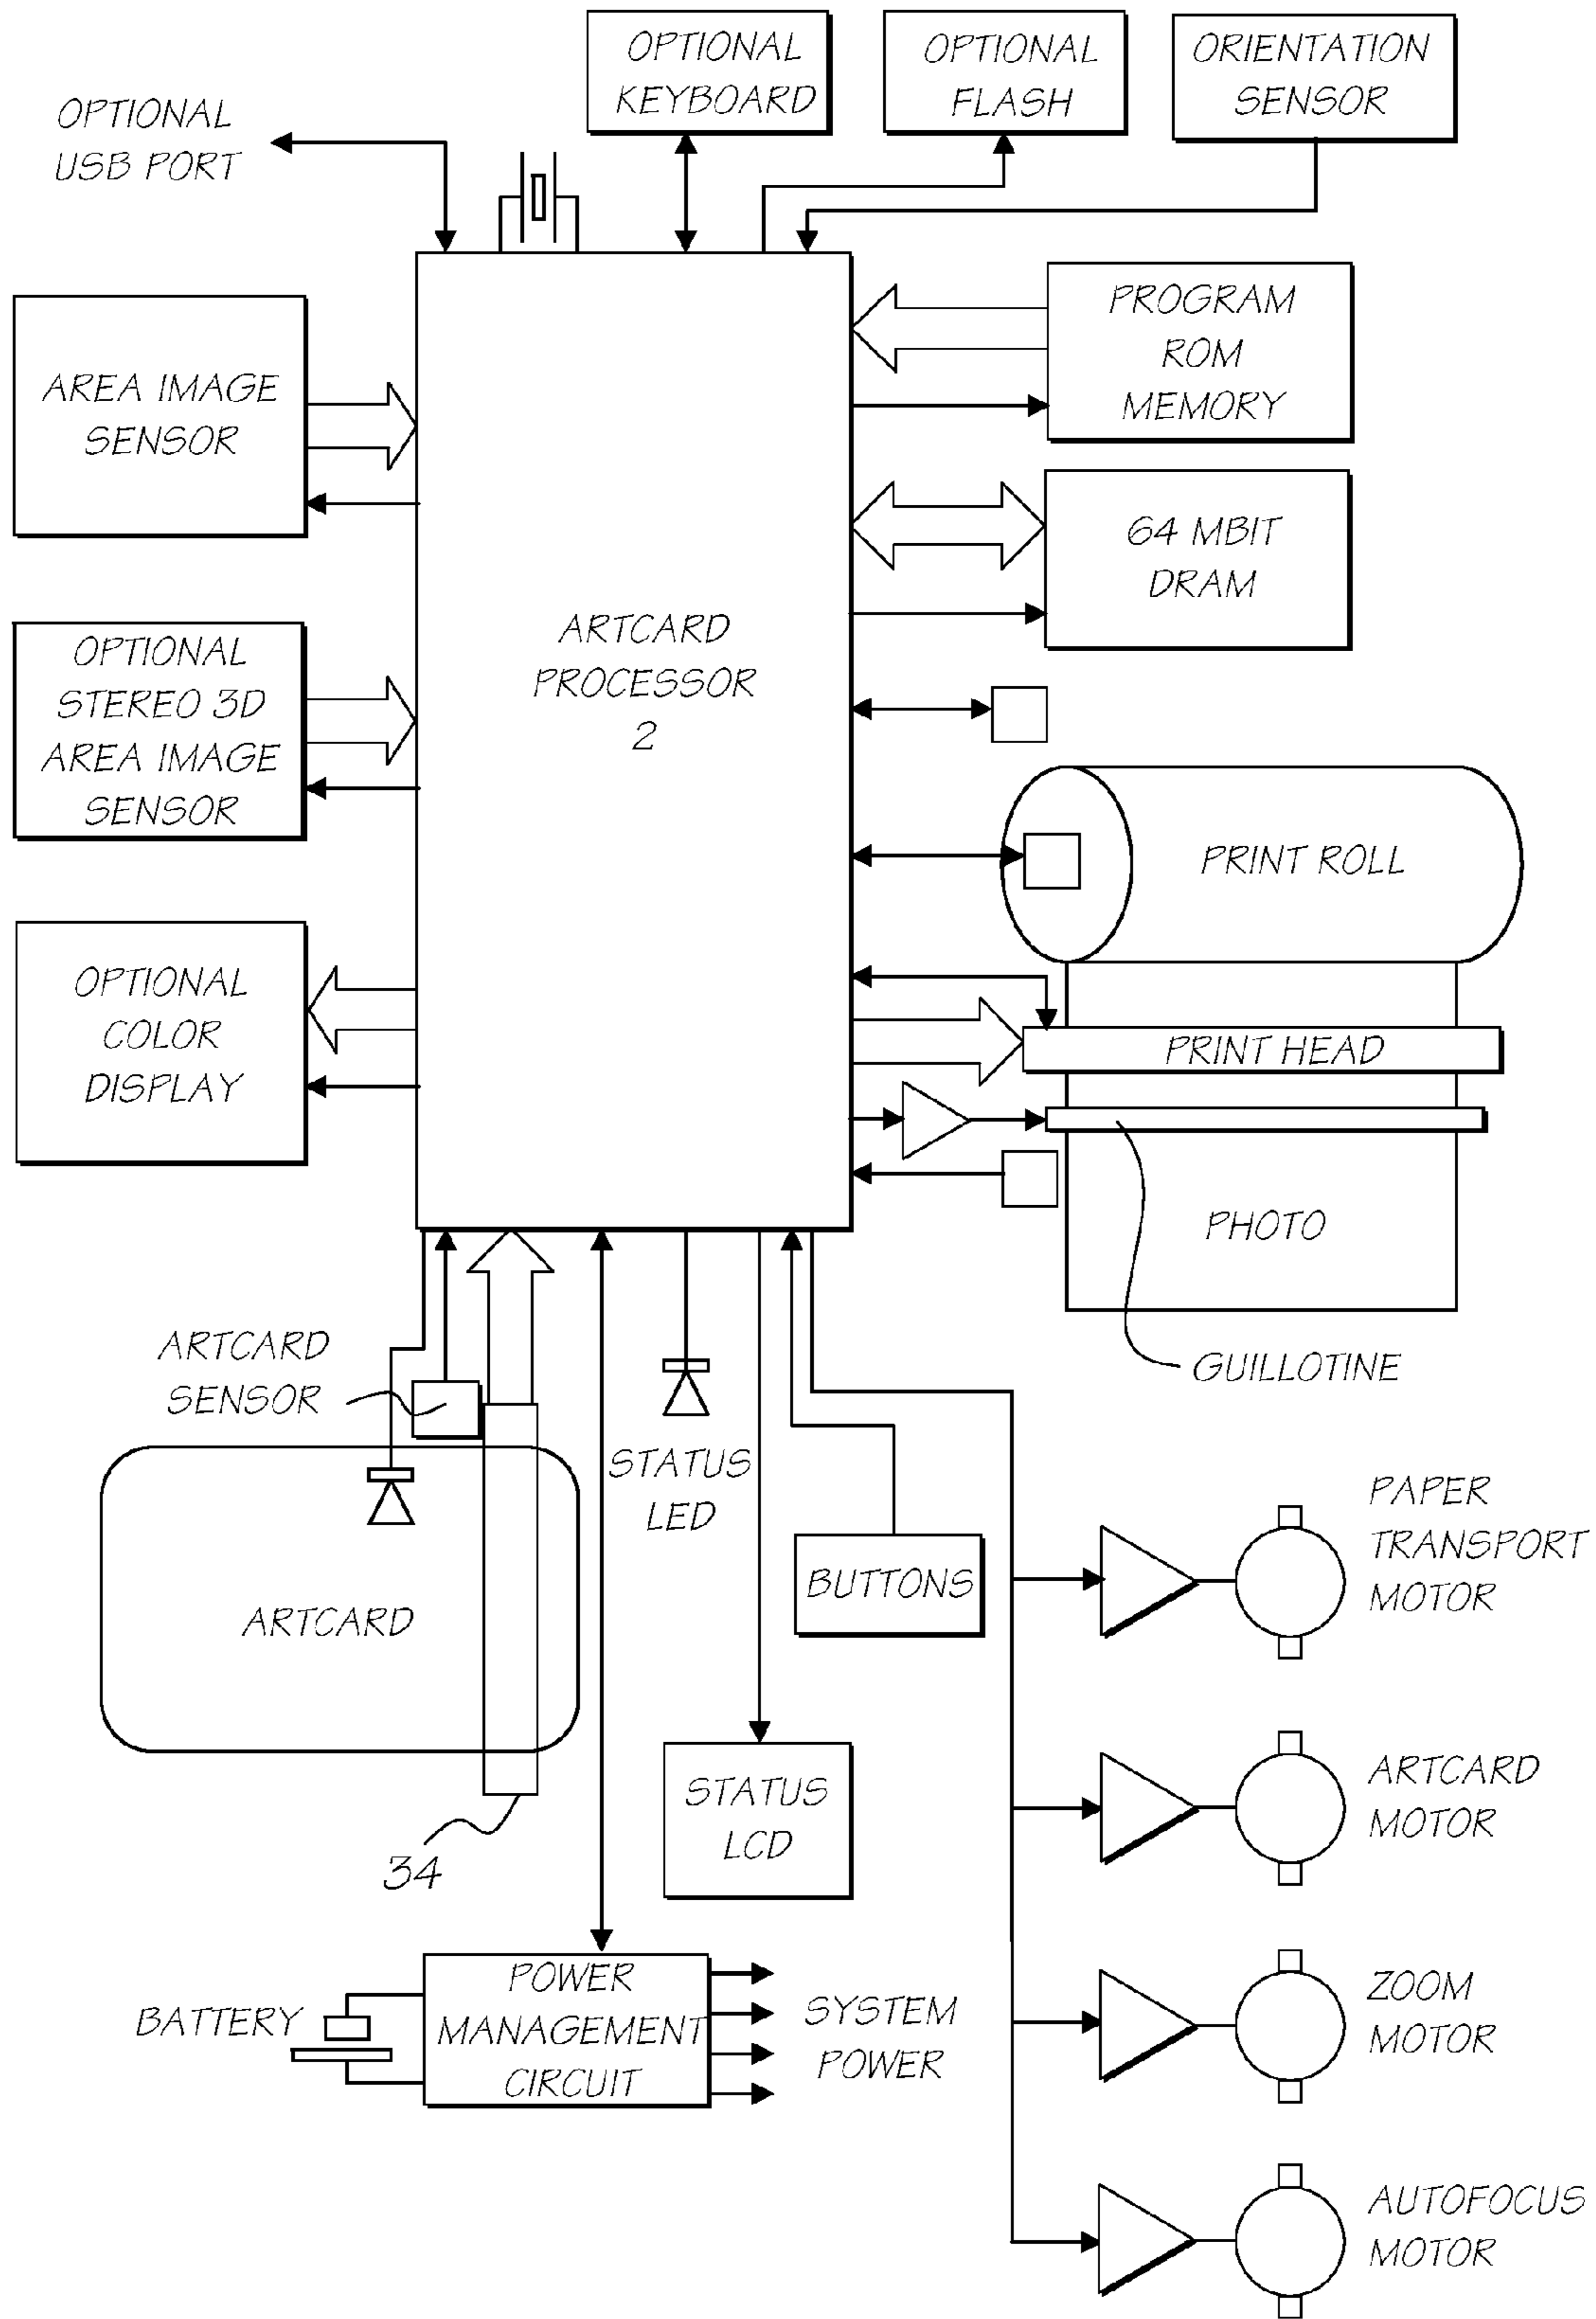 OPTIONAL
KEYBOARD
OPTIONAL
FLASH
ORIENTATION
SENSOR
OPTIONAL
USB PORT
AREA IMAGE
SENSOR
PROGRAM
ROM
MEMORY
64 MBIT
DRAM
ARTCARD
PROCESSOR
2
OPTIONAL
STEREO 3D
AREA IMAGE
SENSOR
PRINT ROLL
OPTIONAL
COLOR
DISPLAY
PRINT HEAD
PHOTO
GUILLOTINE
ARTCARD
SENSOR
STATUS
LED
BUTTONS
ARTCARD
34
STATUS
LCD
PAPER
TRANSPORT
MOTOR
ARTCARD
MOTOR
ZOOM
MOTOR
AUTOFOCUS
MOTOR
BATTERY
POWER
MANAGEMENT
CIRCUIT
SYSTEM
POWER